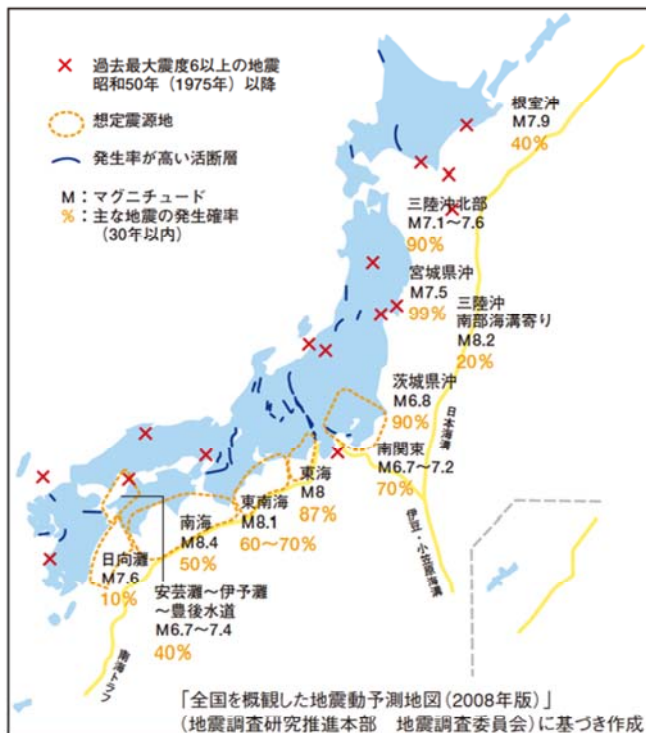 過去最大震度6以上の地震
昭和50年（1975年）以降
想定震源地
発生率が高い活断層
M：マグニチュード
%：主な地震の発生確率
（30年以内）
根室沖
M7.9
40%
三陸沖北部
M7.1～7.6
90%
宮城県沖
M7.5
99%
三陸沖
南部海溝寄り
M8.2
20%
茨城県沖
M6.8
90%
日本海溝
南関東
M6.7～7.2
70%
伊豆・小笠原海溝
東海
M8
87%
東南海
M8.1
60～70%
南海
M8.4
50%
日向灘
M7.6
10%
安芸灘～伊予灘
～豊後水道
M6.7～7.4
40%
南海トラフ
「全国を概観した地震動予測地図（2008年版）」
（地震調査研究推進本部　地震調査委員会）に基づき作成